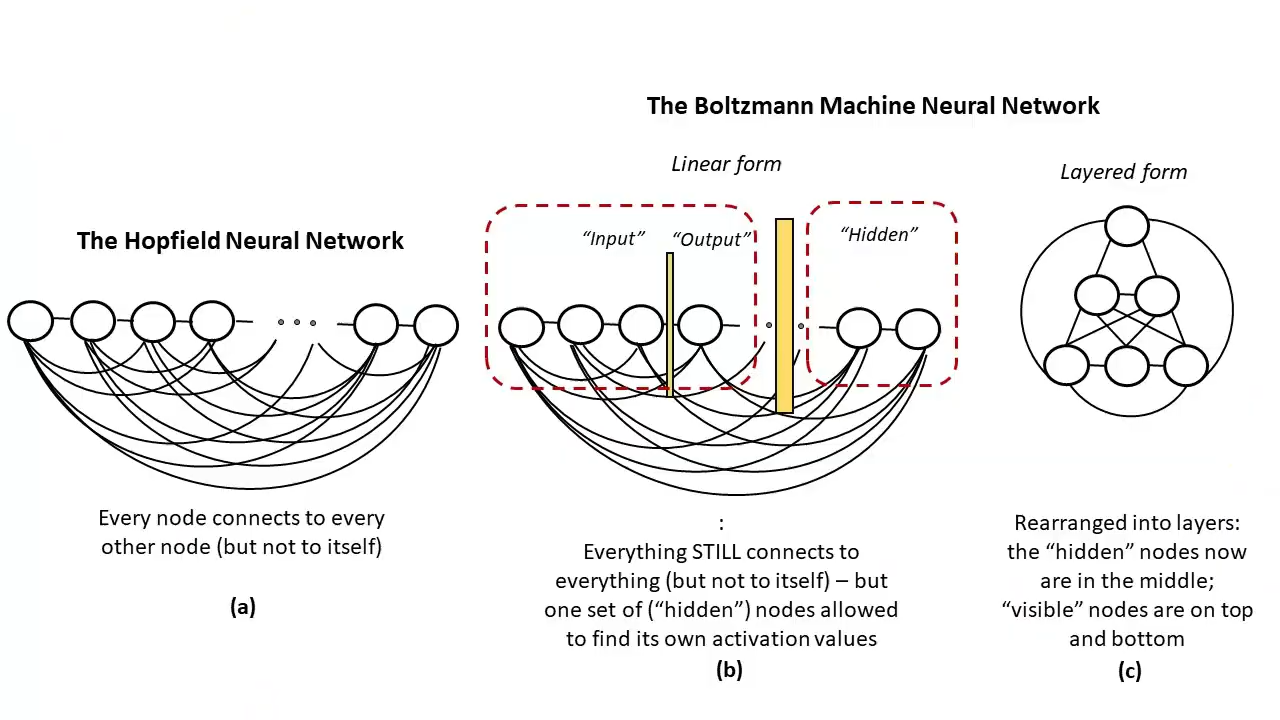 The Boltzmann Machine Neural Network
Linear form
Layered form
The Hopfield Neural Network
“Input”
“Output”
“Hidden”
Every node connects to every
other node (but not to itself)
(a)
:
Everything STILL connects to
everything (but not to itself) – but
one set of (“hidden”) nodes allowed
to find its own activation values
(b)
Rearranged into layers:
the “hidden” nodes now
are in the middle;
“visible” nodes are on top
and bottom
(c)